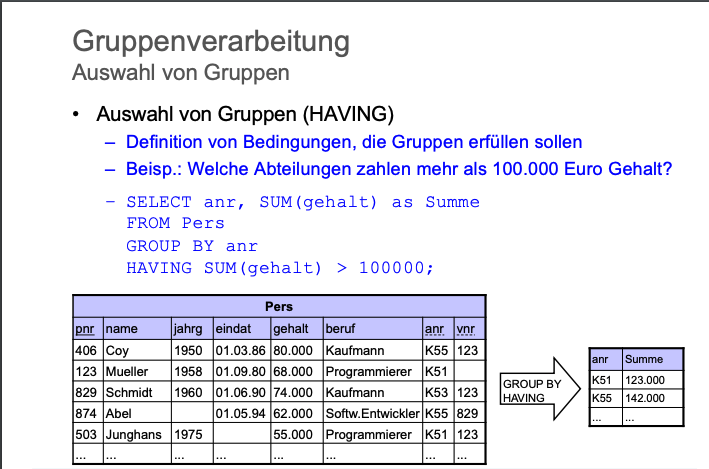 Gruppenverarbeitung
Auswahl von Gruppen
• Auswahl von Gruppen (HAVING)
– Definition von Bedingungen, die Gruppen erfüllen sollen
– Beisp.: Welche Abteilungen zahlen mehr als 100.000 Euro Gehalt?
– SELECT anr, SUM(gehalt) as Summe
FROM Pers
GROUP BY anr
HAVING SUM(gehalt) > 100000;
Pers
pnr name jahrg eindat gehalt beruf anr vnr
406 Coy 1950 01.03.86 80.000 Kaufmann K55 123
123 Mueller 1958 01.09.80 68.000 Programmierer K51
829 Schmidt 1960 01.06.90 74.000 Kaufmann K53 123
874 Abel 01.05.94 62.000 Softw.Entwickler K55 829
503 Junghans 1975 55.000 Programmierer K51 123
... ... ... ... ... ... ... ...
GROUP BY
HAVING
anr Summe
K51 123.000
K55 142.000
... ...